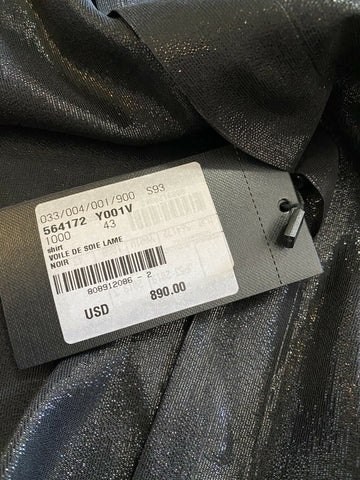 033/004/001/900 S93
564172 Y001V
1000 43
shirt
VOILE DE SOIE LAME
NOIR
808912086 - 2
USD 890.00